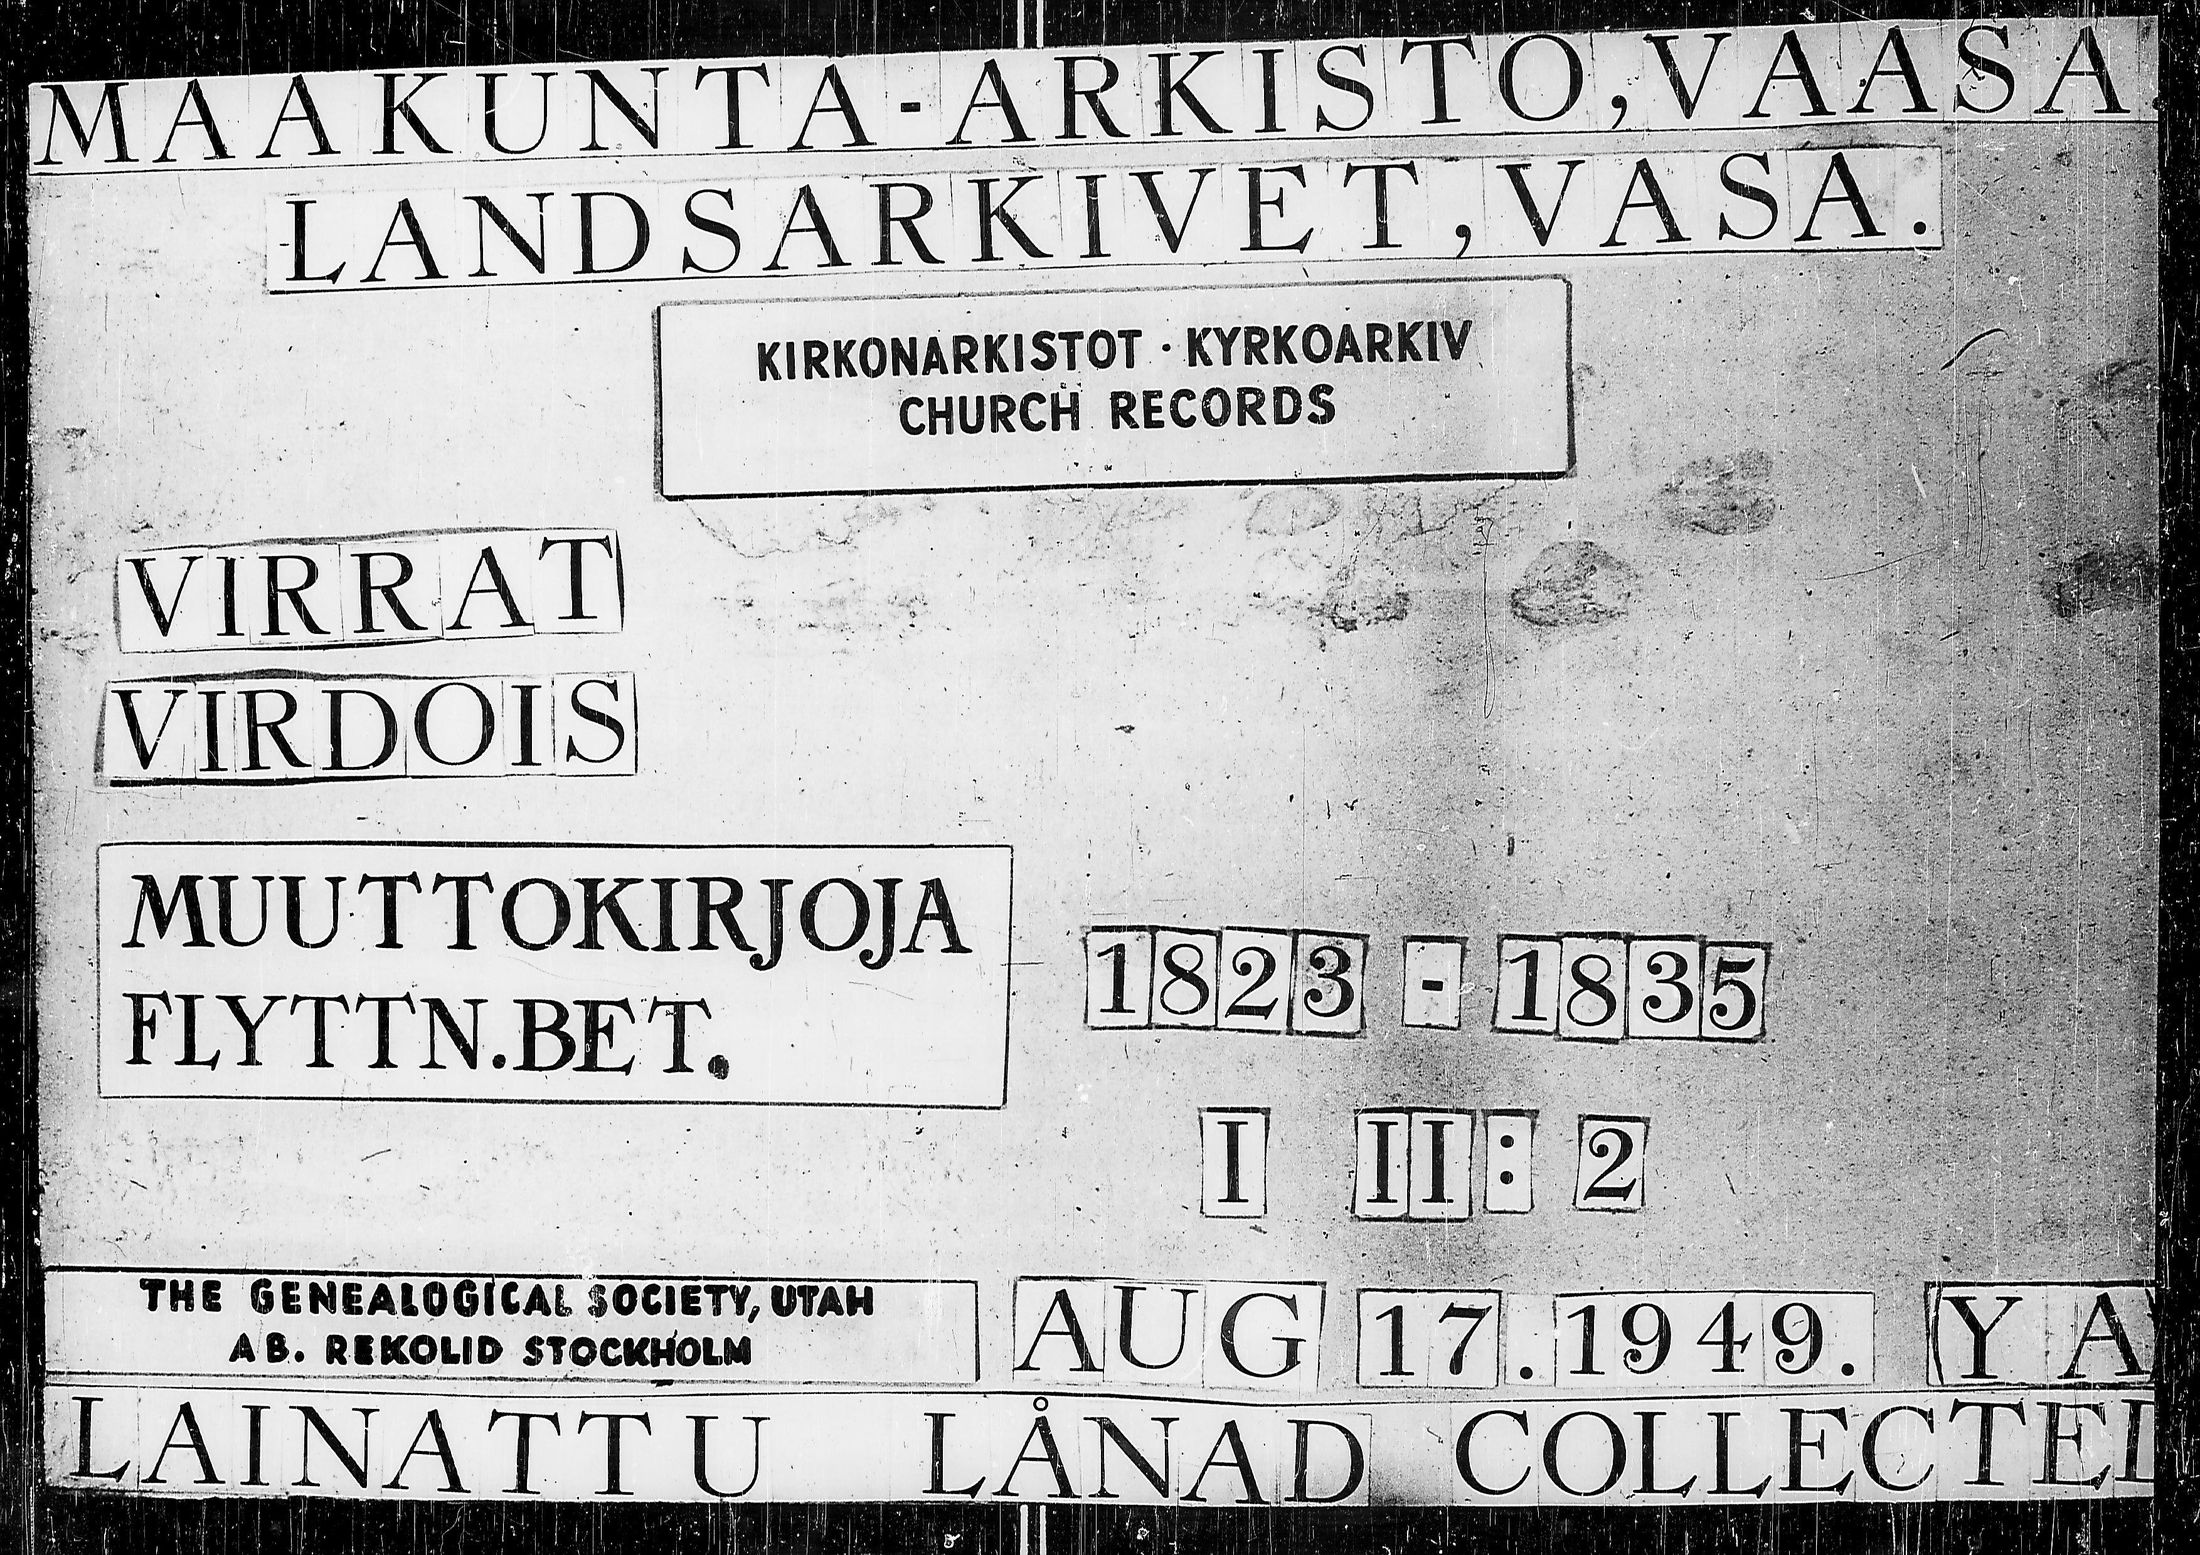 MAAKUNTA-ARKISTO, VAASA.
LANDSARKIVET, VASA.
KIRKONARKISTOT · KYRKOARKIV
CHURCH RECORDS
VIRRAT
VIRDOIS
MUUTTOKIRJOJA
FLYTTN.BET.
1823 - 1835
I II: 2
THE GENEALOGICAL SOCIETY, UTAH
AB. REKOLID STOCKHOLM
AUG 17. 1949.
LAINATTU LÅNAD COLLECTED